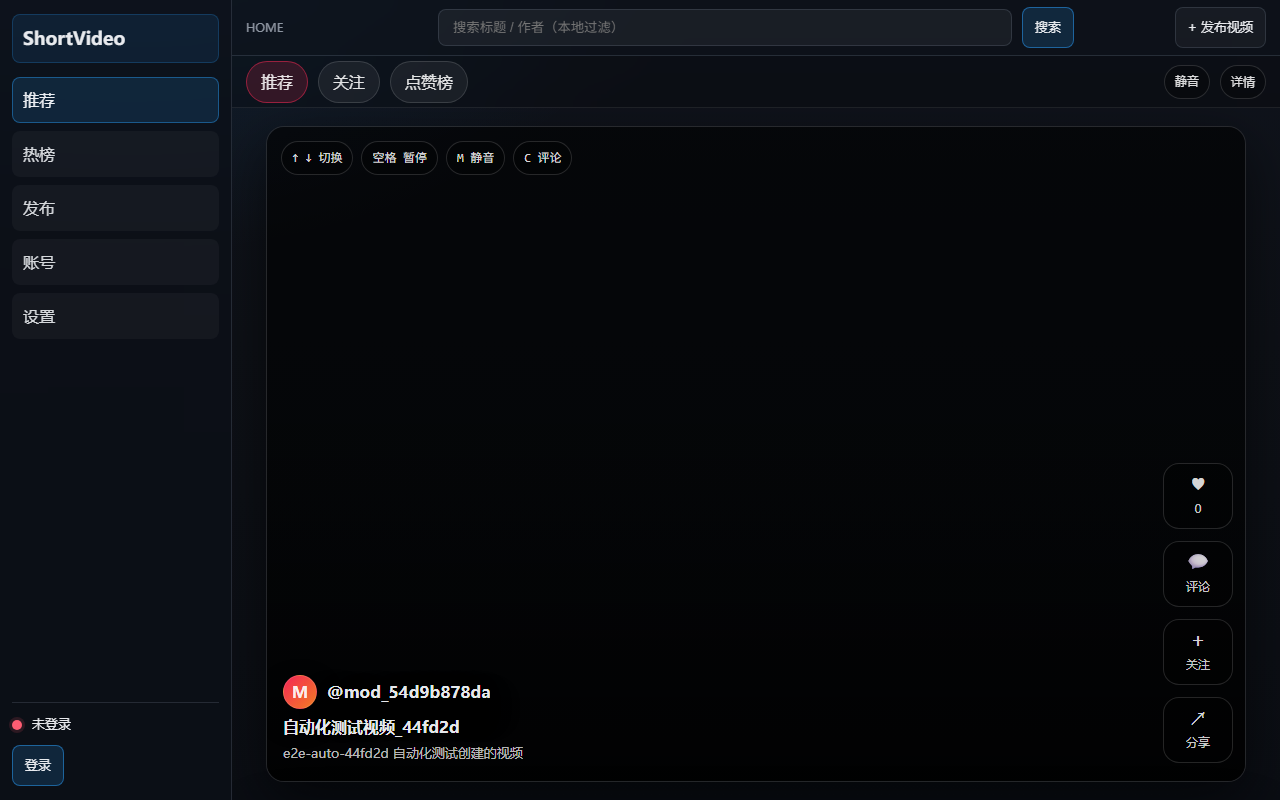 ShortVideo
推荐
热榜
发布
账号
设置
未登录
登录
HOME
搜索标题 / 作者（本地过滤）
搜索
+ 发布视频
推荐
关注
点赞榜
静音
详情
↑ ↓ 切换
空格 暂停
M 静音
C 评论
0
评论
+
关注
分享
M
@mod_54d9b878da
自动化测试视频_44fd2d
e2e-auto-44fd2d 自动化测试创建的视频